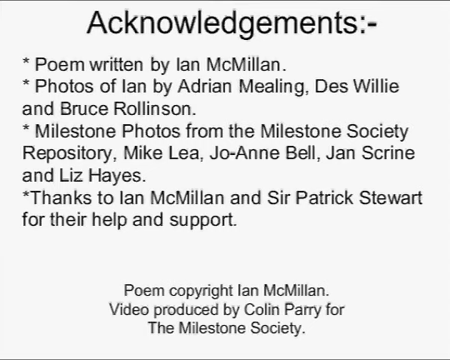 Acknowledgements:-
* Poem written by Ian McMillan.
* Photos of Ian by Adrian Mealing, Des Willie
and Bruce Rollinson.
* Milestone Photos from the Milestone Society
Repository, Mike Lea, Jo-Anne Bell, Jan Scrine
and Liz Hayes.
*Thanks to Ian McMillan and Sir Patrick Stewart
for their help and support.
Poem copyright Ian McMillan.
Video produced by Colin Parry for
The Milestone Society.